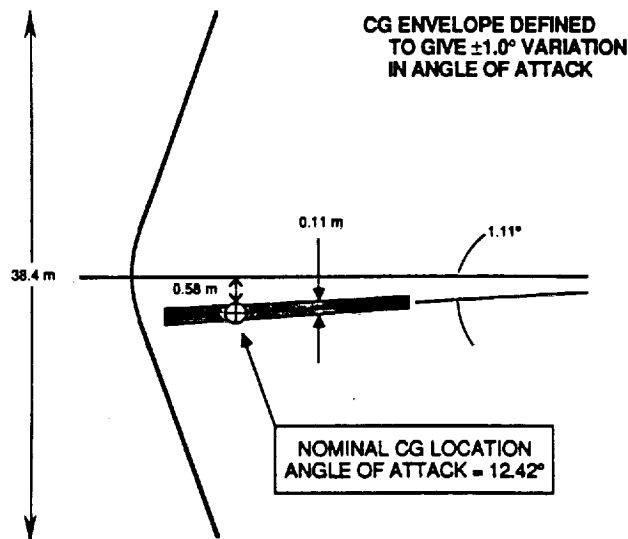 CG ENVELOPE DEFINED
TO GIVE ±1.0° VARIATION
IN ANGLE OF ATTACK
0.11 m
1.11°
38.4 m
0.58 m
NOMINAL CG LOCATION
ANGLE OF ATTACK = 12.42°